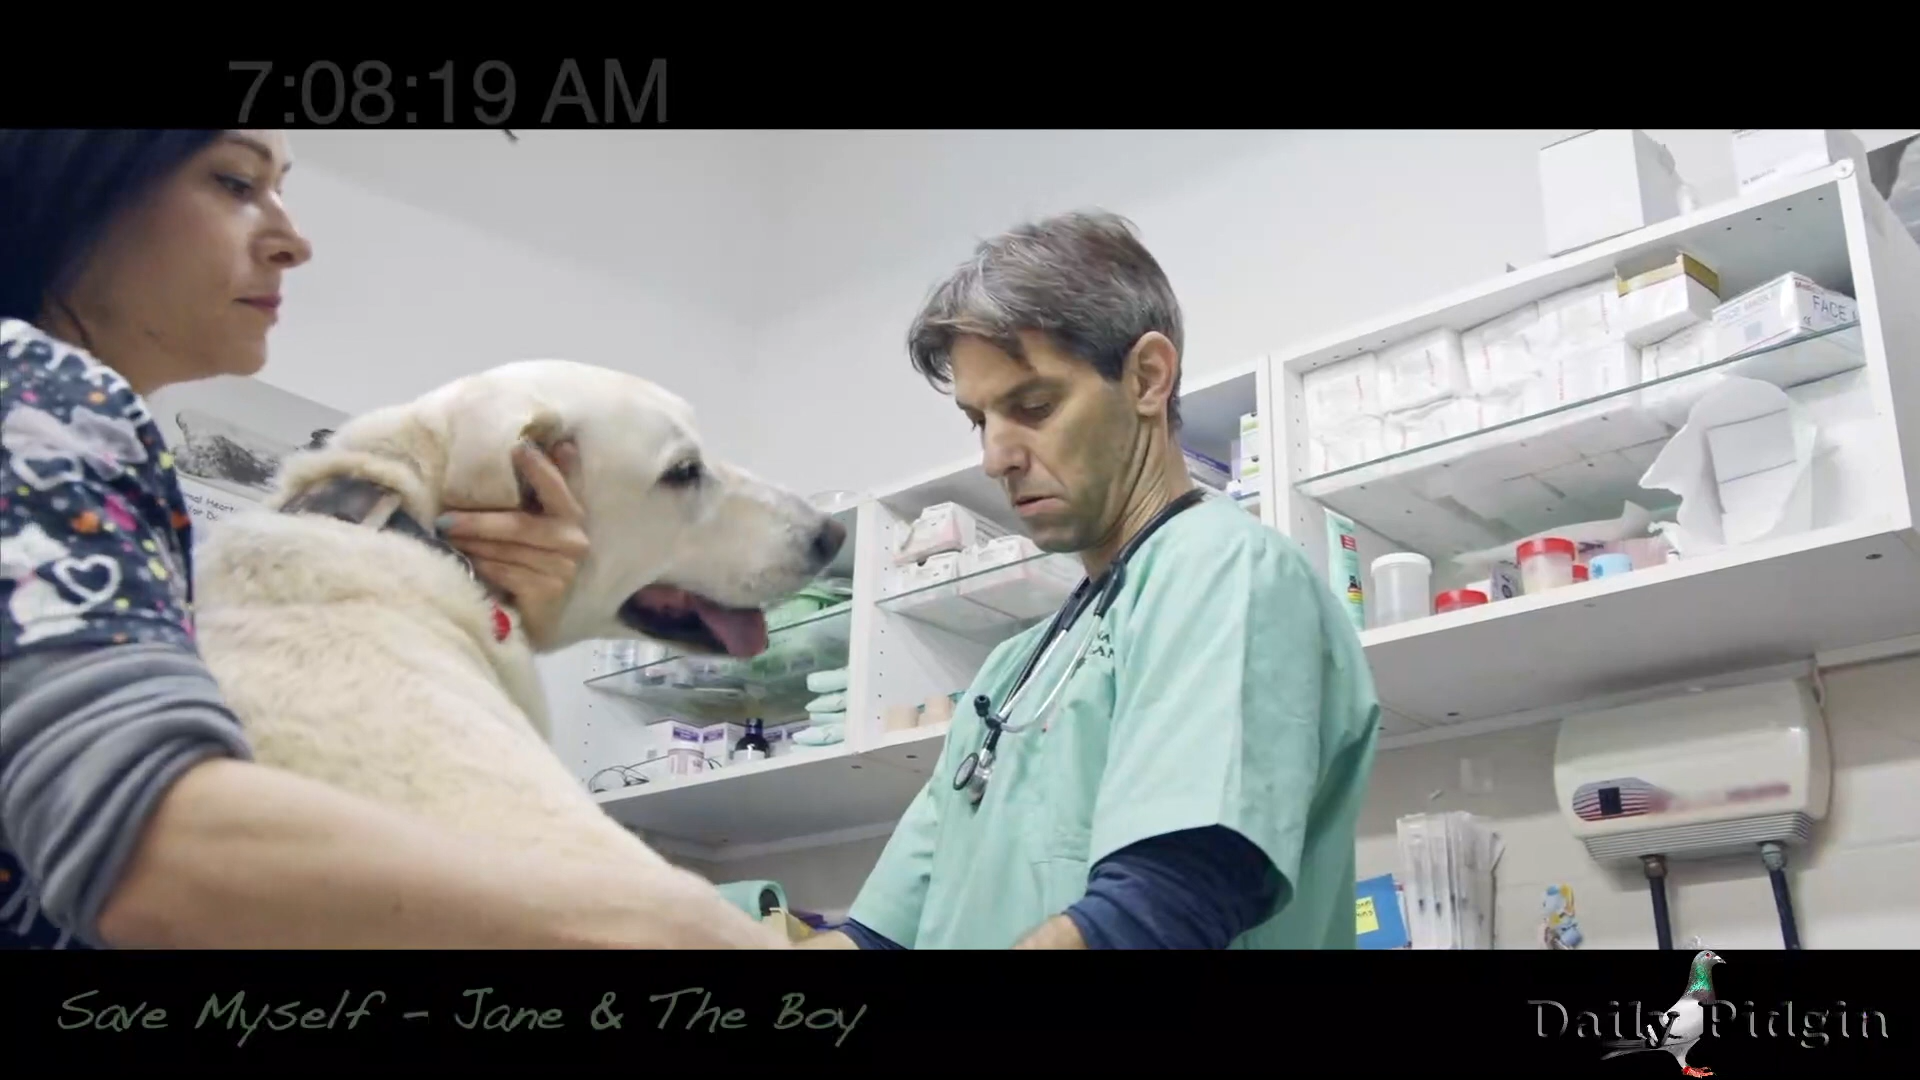 7:08:19 AM
FACE
Save Myself - Jane & The Boy
Daily Pidgin